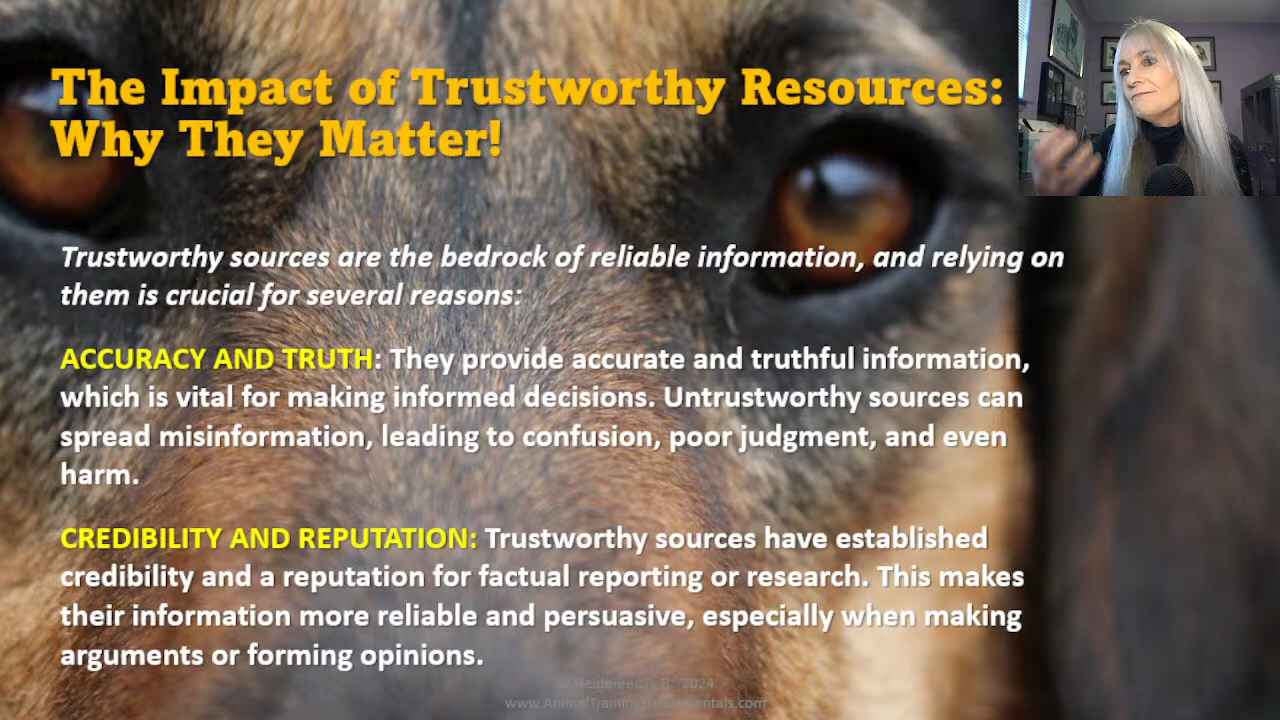 The Impact of Trustworthy Resources:
Why They Matter!
Trustworthy sources are the bedrock of reliable information, and relying on
them is crucial for several reasons:
ACCURACY AND TRUTH: They provide accurate and truthful information,
which is vital for making informed decisions. Untrustworthy sources can
spread misinformation, leading to confusion, poor judgment, and even
harm.
CREDIBILITY AND REPUTATION: Trustworthy sources have established
credibility and a reputation for factual reporting or research. This makes
their information more reliable and persuasive, especially when making
arguments or forming opinions.
2024
www.AnimalTrainingFundamentals.com